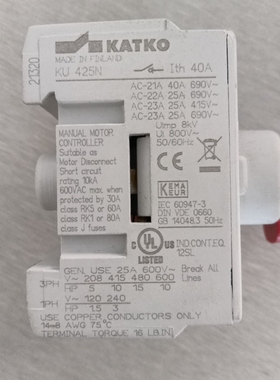 KATKO
MADE IN FINLAND
KU 425N Ith 40A
21320
AC-21A 40A 690V~
AC-22A 25A 690V~
AC-23A 25A 415V~
AC-23A 25A 690V~
Uimp 8kV
Ui 800V~
50/60Hz
MANUAL MOTOR
CONTROLLER
Suitable as
Motor Disconnect
Short circuit
rating 10kA
600VAC max. when
protected by 30A
class RK5 or 60A
class RK1 or 80A
class J fuses
KEMA
KEUR
IEC 60947-3
DIN VDE 0660
GB 14048.3 50Hz
C UL US
LISTED
IND.CONT.EQ.
12SL
GEN. USE 25A 600V~ Break All Lines
3PH V~ 208 415 480 600
HP 5 10 15 10
1PH V~ 120 240
HP 1.5 3
USE COPPER CONDUCTORS ONLY
14-8 AWG 75°C
TERMINAL TORQUE 16 LB.IN